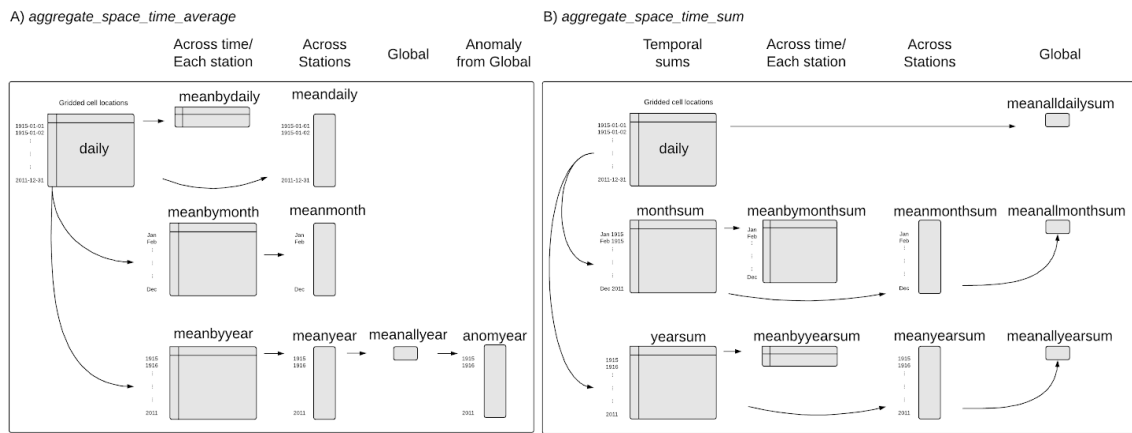 A) aggregate_space_time_average
Across time/
Each station
Across
Stations
Global
Anomaly
from Global
Gridded cell locations
meanbydaily
meandaily
1915-01-01
1915-01-02
2011-12-31
daily
1915-01-01
1915-01-02
2011-12-31
meanbymonth
meanmonth
Jan
Feb
Dec
Jan
Feb
Dec
meanbyyear
meanyear
meanallyear
anomyear
1915
1916
2011
1915
1916
2011
1915
1916
2011
B) aggregate_space_time_sum
Temporal
sums
Across time/
Each station
Across
Stations
Global
Gridded cell locations
meanalldailysum
1915-01-01
1915-01-02
2011-12-31
daily
monthsum
meanbymonthsum
meanmonthsum
meanallmonthsum
Jan 1915
Feb 1915
Dec 2011
Jan
Feb
Dec
Jan
Feb
Dec
yearsum
meanbyyearsum
meanyearsum
meanallyearsum
1915
1916
2011
1915
1916
2011